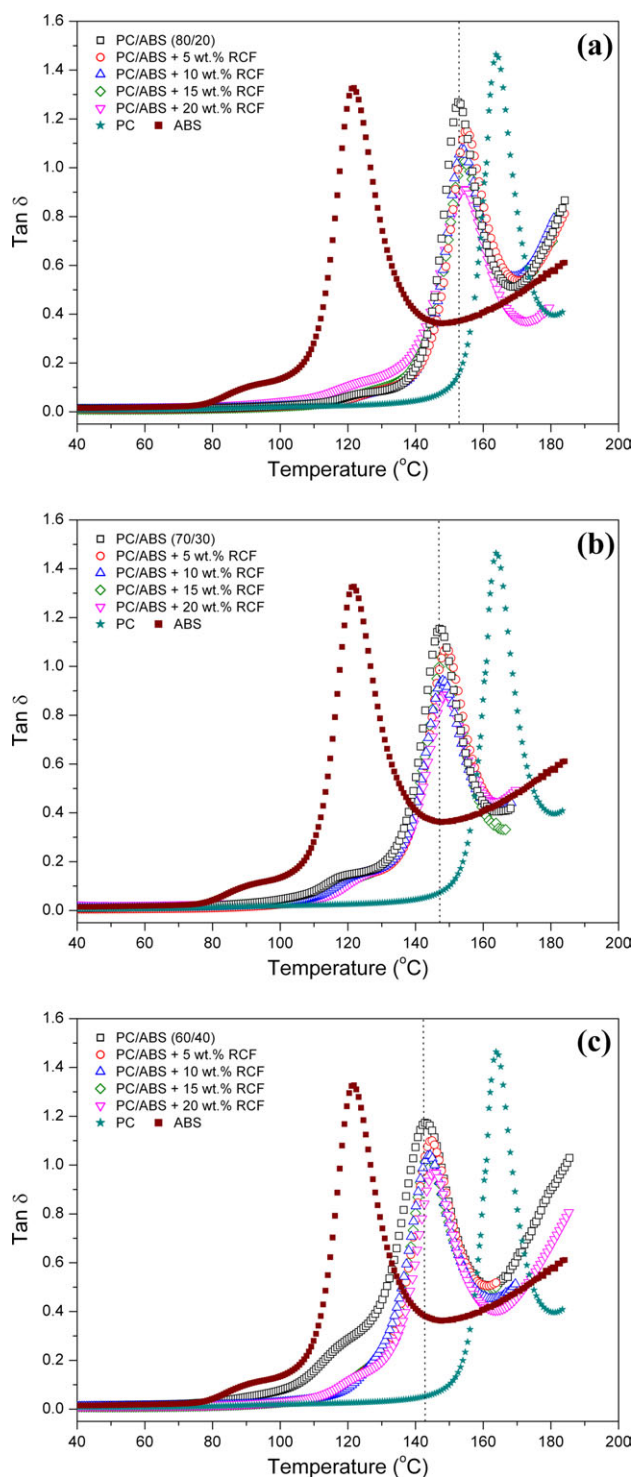 (a)
PC/ABS (80/20)
PC/ABS + 5 wt.% RCF
PC/ABS + 10 wt.% RCF
PC/ABS + 15 wt.% RCF
PC/ABS + 20 wt.% RCF
PC ABS
1.6
1.4
1.2
1.0
0.8
0.6
0.4
0.2
0.0
Tan δ
40 60 80 100 120 140 160 180 200
Temperature (°C)
(b)
PC/ABS (70/30)
PC/ABS + 5 wt.% RCF
PC/ABS + 10 wt.% RCF
PC/ABS + 15 wt.% RCF
PC/ABS + 20 wt.% RCF
PC ABS
1.6
1.4
1.2
1.0
0.8
0.6
0.4
0.2
0.0
Tan δ
40 60 80 100 120 140 160 180 200
Temperature (°C)
(c)
PC/ABS (60/40)
PC/ABS + 5 wt.% RCF
PC/ABS + 10 wt.% RCF
PC/ABS + 15 wt.% RCF
PC/ABS + 20 wt.% RCF
PC ABS
1.6
1.4
1.2
1.0
0.8
0.6
0.4
0.2
0.0
Tan δ
40 60 80 100 120 140 160 180 200
Temperature (°C)